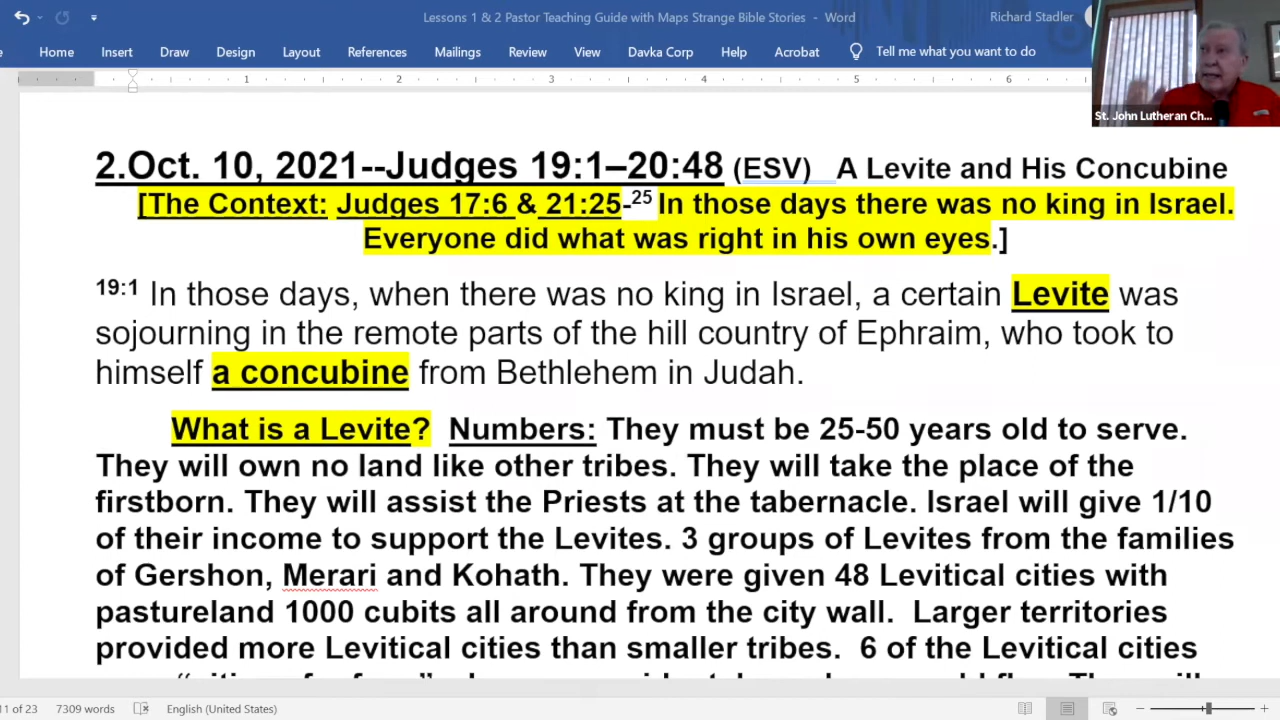 Lessons 1 & 2 Pastor Teaching Guide with Maps Strange Bible Stories - Word
Richard Stadler
Home Insert Draw Design Layout References Mailings Review View Davka Corp Help Acrobat Tell me what you want to do
St. John Lutheran Ch...
1 2 3 4 5 6
2.Oct. 10, 2021--Judges 19:1–20:48 (ESV) A Levite and His Concubine
[The Context: Judges 17:6 & 21:25-25 In those days there was no king in Israel.
Everyone did what was right in his own eyes.]
19:1 In those days, when there was no king in Israel, a certain Levite was
sojourning in the remote parts of the hill country of Ephraim, who took to
himself a concubine from Bethlehem in Judah.
What is a Levite? Numbers: They must be 25-50 years old to serve.
They will own no land like other tribes. They will take the place of the
firstborn. They will assist the Priests at the tabernacle. Israel will give 1/10
of their income to support the Levites. 3 groups of Levites from the families
of Gershon, Merari and Kohath. They were given 48 Levitical cities with
pastureland 1000 cubits all around from the city wall. Larger territories
provided more Levitical cities than smaller tribes. 6 of the Levitical cities
11 of 23 7309 words English (United States)